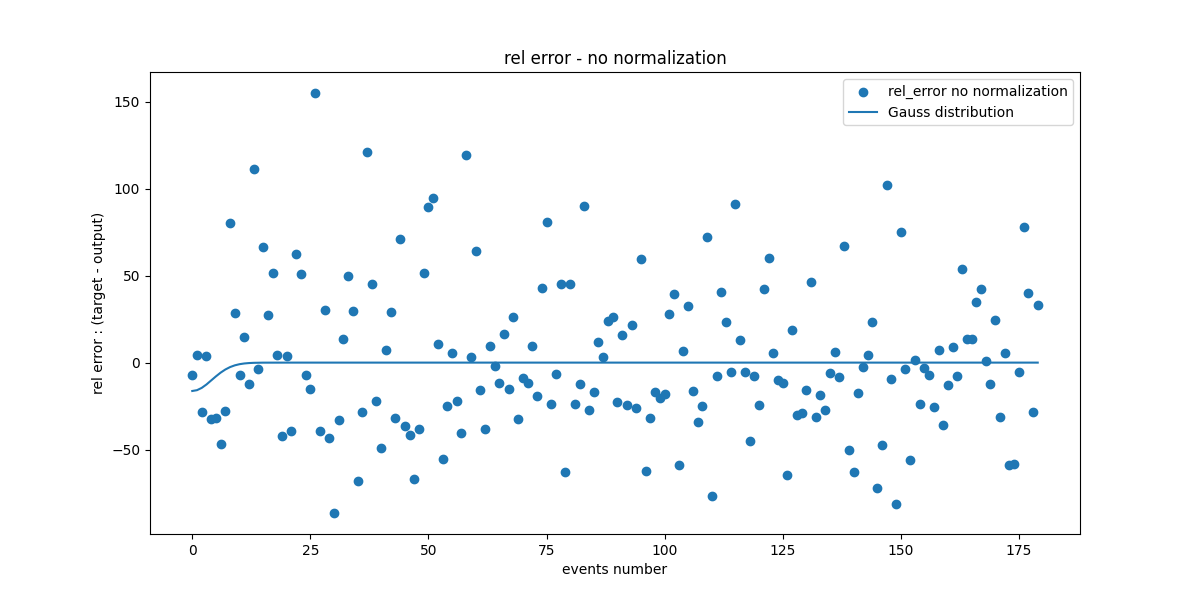 rel error - no normalization
rel_error no normalization
Gauss distribution
rel error : (target - output)
150
100
50
0
−50
0 25 50 75 100 125 150 175
events number